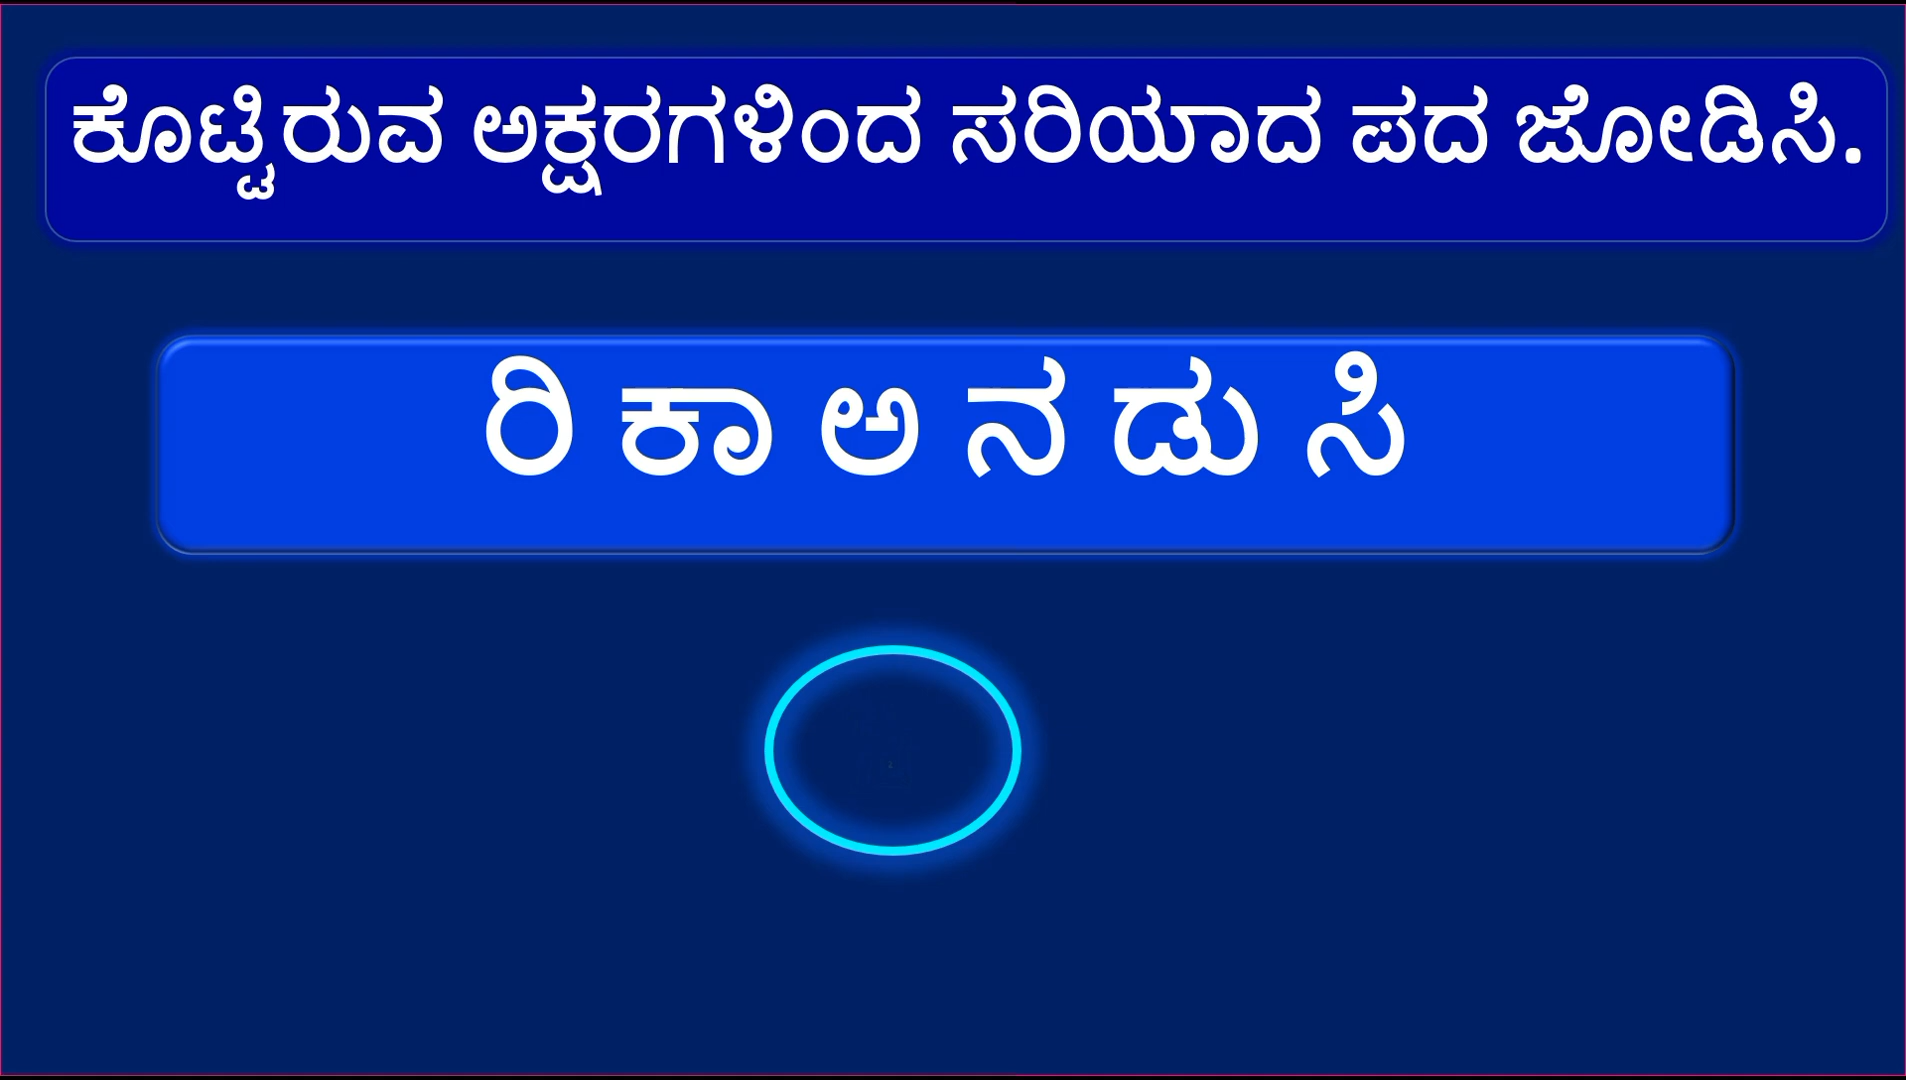 ಕೊಟ್ಟಿರುವ ಅಕ್ಷರಗಳಿಂದ ಸರಿಯಾದ ಪದ ಜೋಡಿಸಿ.
ರಿ ಕಾ ಅ ನ ಡು ಸಿ